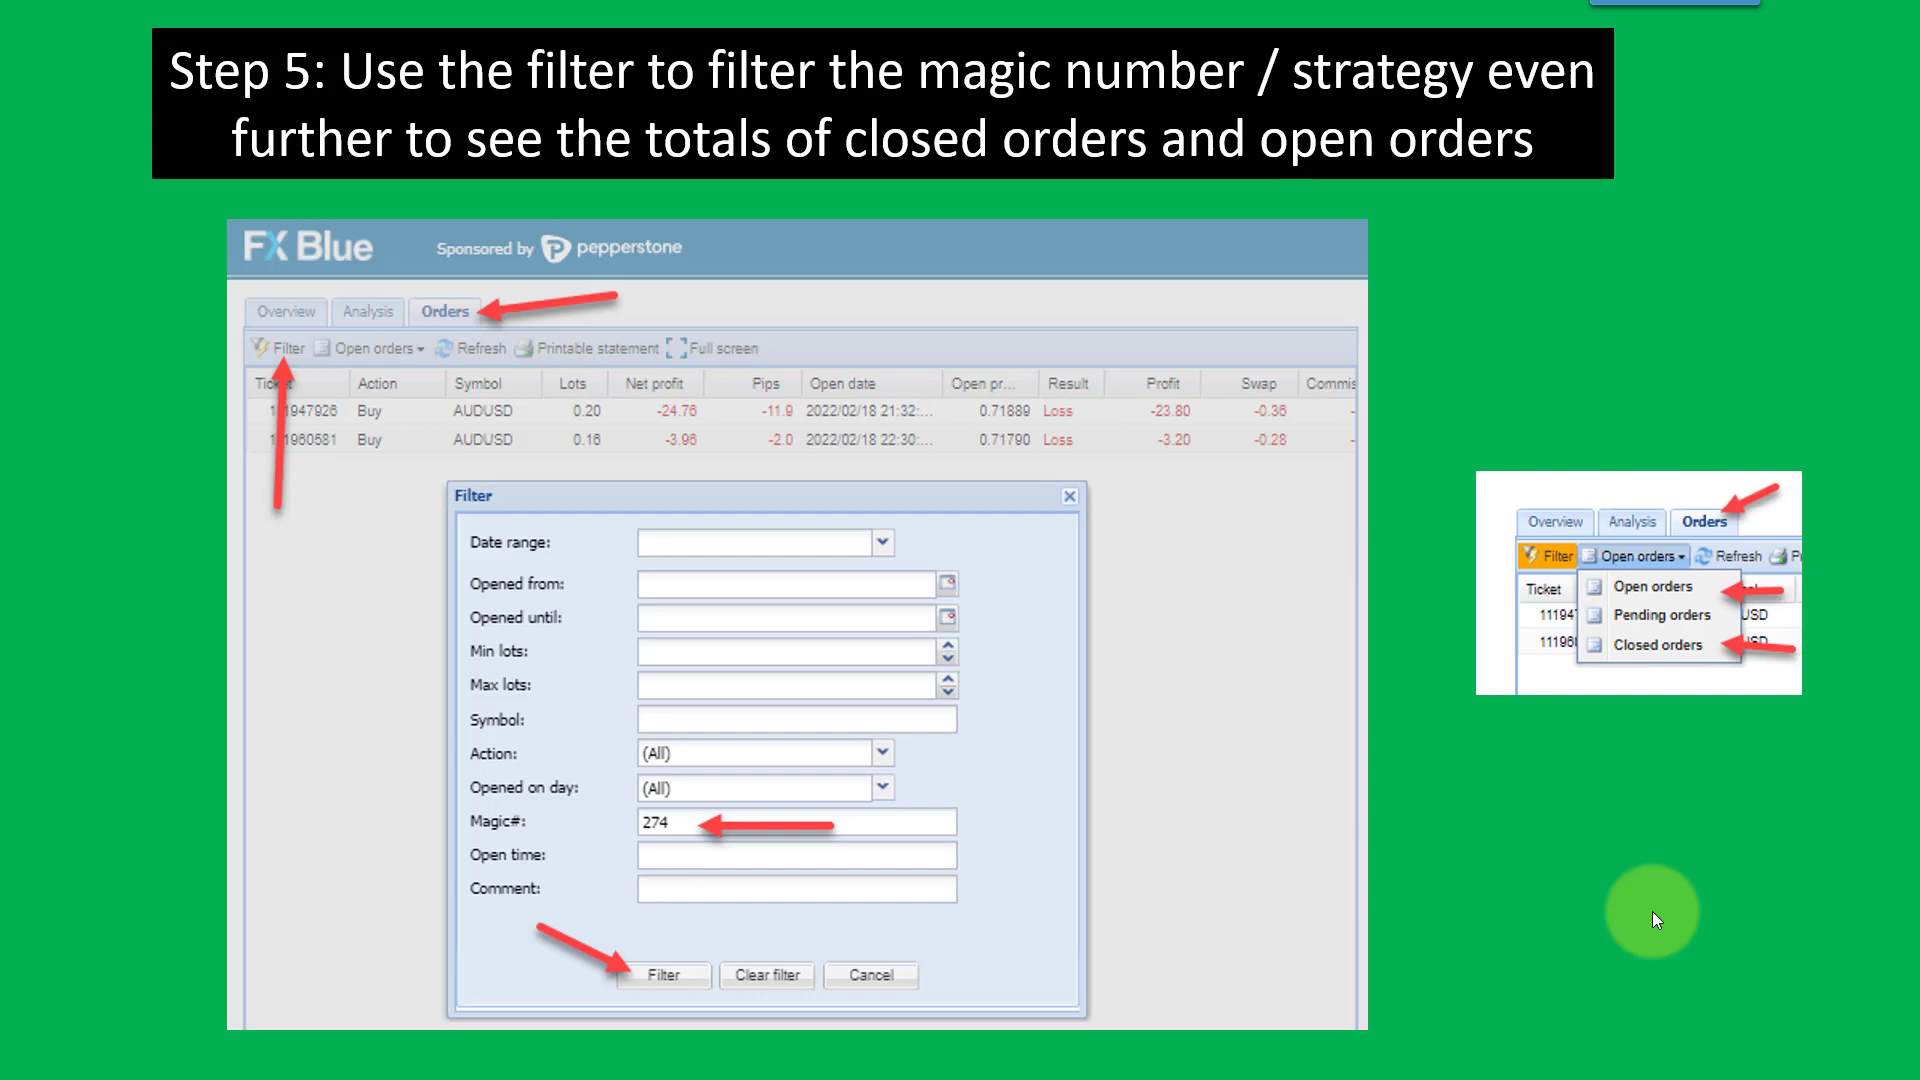 Step 5: Use the filter to filter the magic number / strategy even
further to see the totals of closed orders and open orders
FX Blue Sponsored by pepperstone
Overview Analysis Orders
Filter Open orders Refresh Printable statement Full screen
Action Symbol Lots Net profit Pips Open date Open pr... Result Profit Swap Commis
Buy AUDUSD 0.20 -24.76 -11.9 2022/02/18 21:32:... 0.71889 Loss -23.80 -0.36 -
Buy AUDUSD 0.16 -3.96 -2.0 2022/02/18 22:30:... 0.71790 Loss -3.20 -0.28 -
Filter
Date range:
Opened from:
Opened until:
Min lots:
Max lots:
Symbol:
Action: (All)
Opened on day: (All)
Magic#: 274
Open time:
Comment:
Filter Clear filter Cancel
Overview Analysis Orders
Filter Open orders Refresh
Ticket Open orders
11194 Pending orders USD
Closed orders